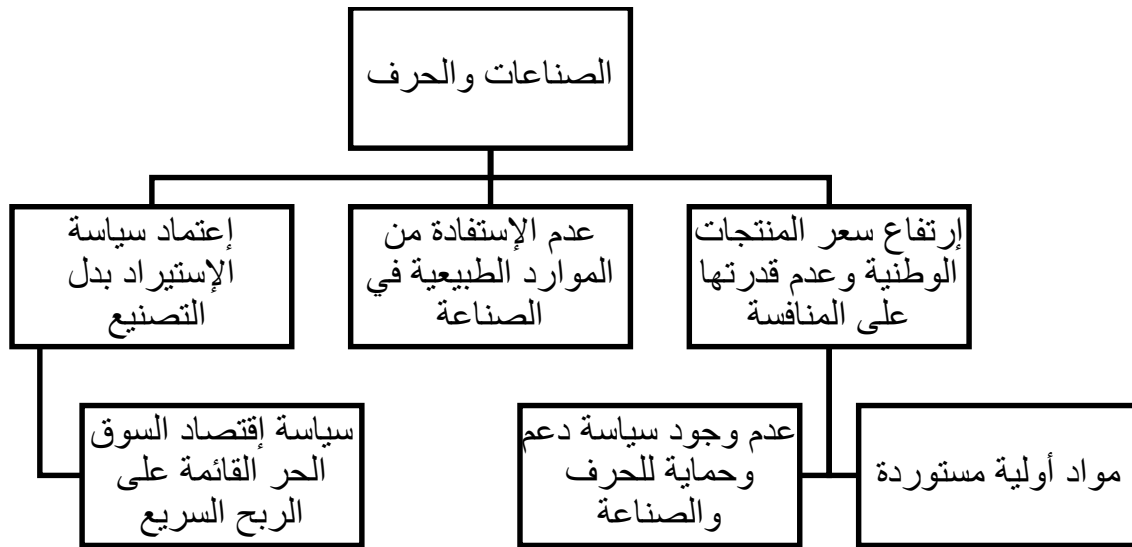 الصناعات والحرف
إرتفاع سعر المنتجات
الوطنية وعدم قدرتها
على المنافسة
عدم الإستفادة من
الموارد الطبيعية في
الصناعة
إعتماد سياسة
الإستيراد بدل
التصنيع
مواد أولية مستوردة
عدم وجود سياسة دعم
وحماية للحرف
والصناعة
سياسة إقتصاد السوق
الحر القائمة على
الربح السريع